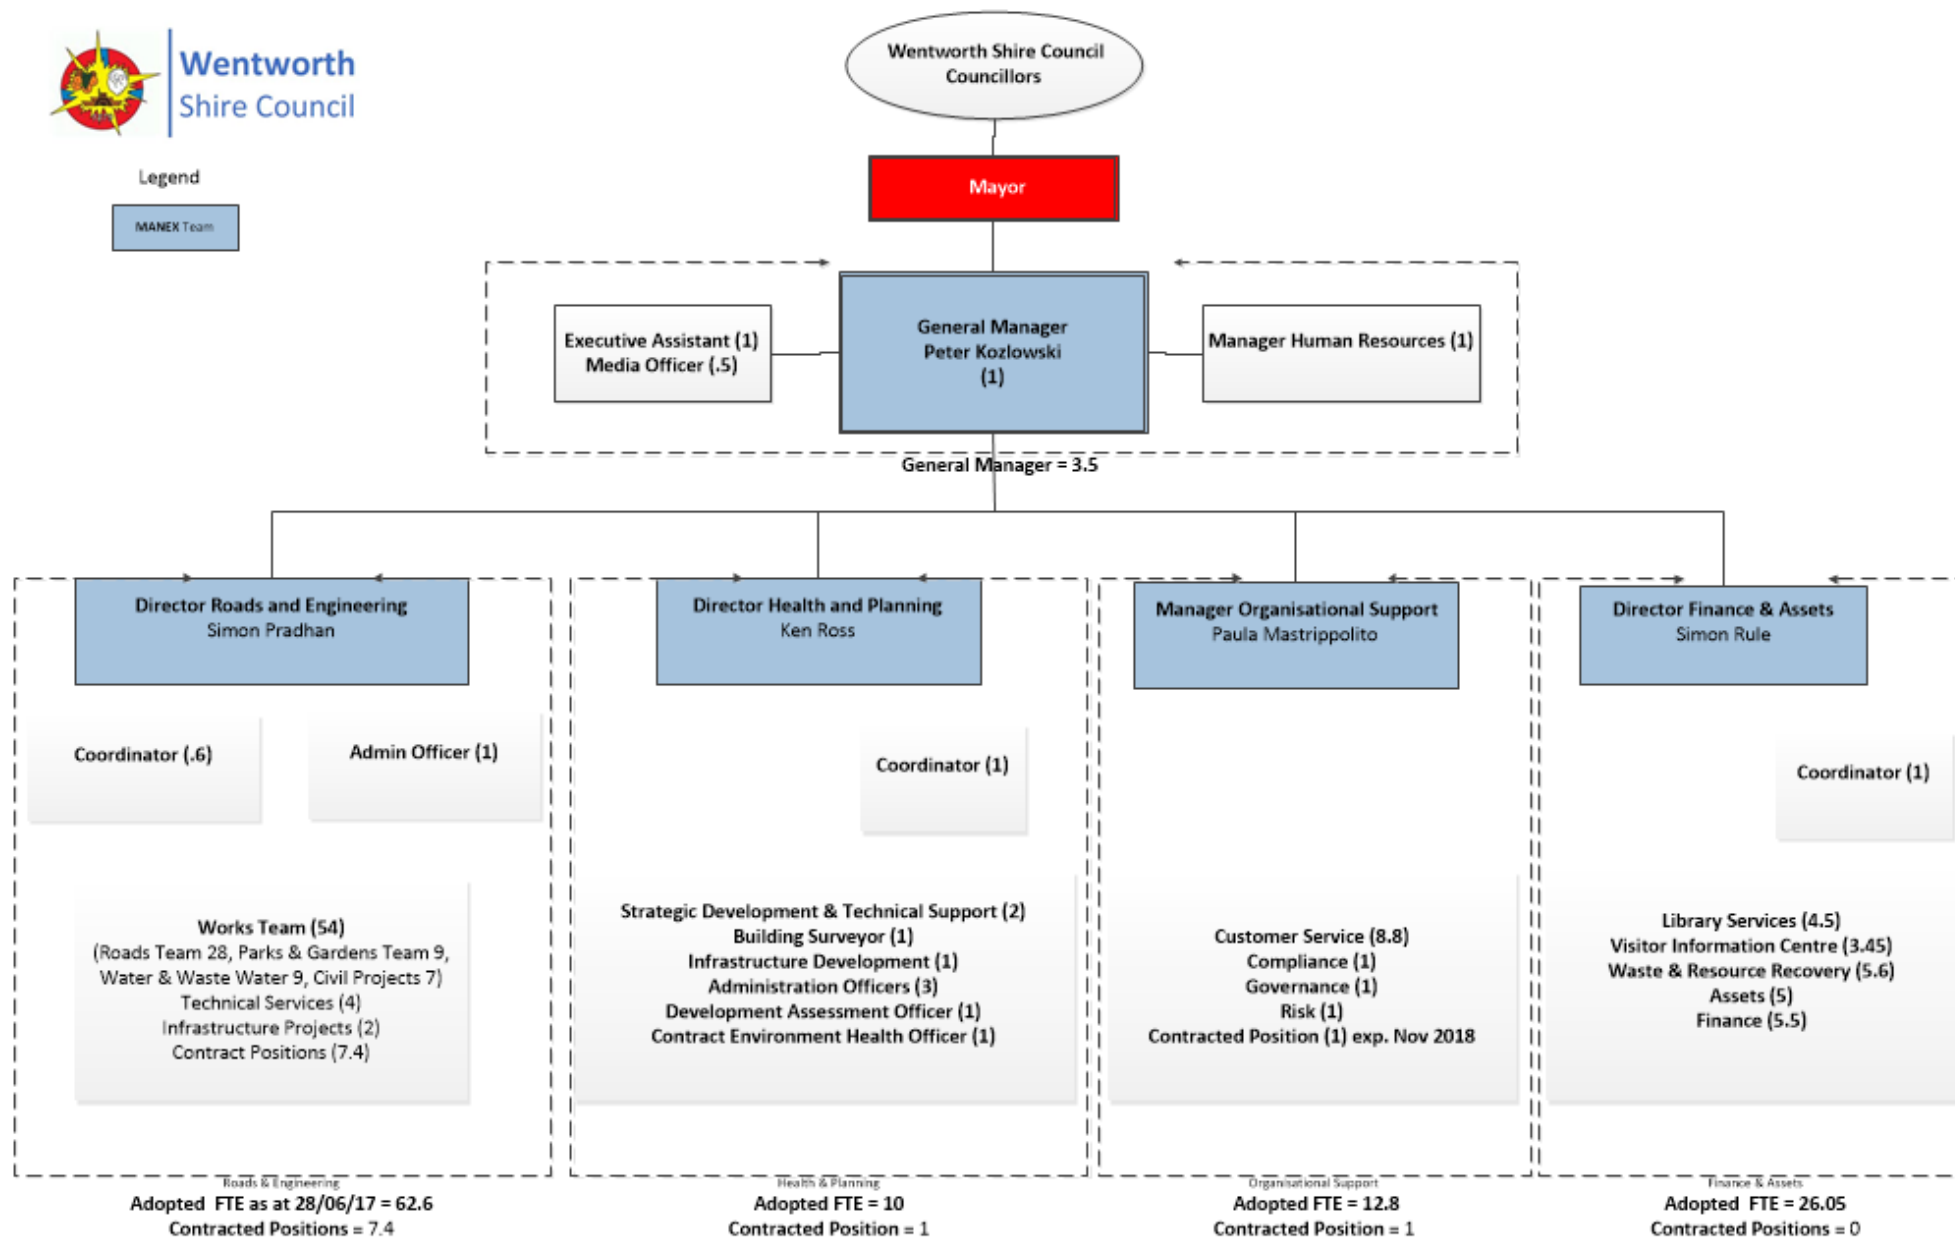 Wentworth
Shire Council
Legend
MANEX Team
Wentworth Shire Council
Councillors
Mayor
Executive Assistant (1)
Media Officer (.5)
General Manager
Peter Kozlowski
(1)
Manager Human Resources (1)
General Manager = 3.5
Director Roads and Engineering
Simon Pradhan
Coordinator (.6)
Admin Officer (1)
Works Team (54)
(Roads Team 28, Parks & Gardens Team 9,
Water & Waste Water 9, Civil Projects 7)
Technical Services (4)
Infrastructure Projects (2)
Contract Positions (7.4)
Roads & Engineering
Adopted FTE as at 28/06/17 = 62.6
Contracted Positions = 7.4
Director Health and Planning
Ken Ross
Coordinator (1)
Strategic Development & Technical Support (2)
Building Surveyor (1)
Infrastructure Development (1)
Administration Officers (3)
Development Assessment Officer (1)
Contract Environment Health Officer (1)
Health & Planning
Adopted FTE = 10
Contracted Position = 1
Manager Organisational Support
Paula Mastrippolito
Customer Service (8.8)
Compliance (1)
Governance (1)
Risk (1)
Contracted Position (1) exp. Nov 2018
Organisational Support
Adopted FTE = 12.8
Contracted Position = 1
Director Finance & Assets
Simon Rule
Coordinator (1)
Library Services (4.5)
Visitor Information Centre (3.45)
Waste & Resource Recovery (5.6)
Assets (5)
Finance (5.5)
Finance & Assets
Adopted FTE = 26.05
Contracted Positions = 0